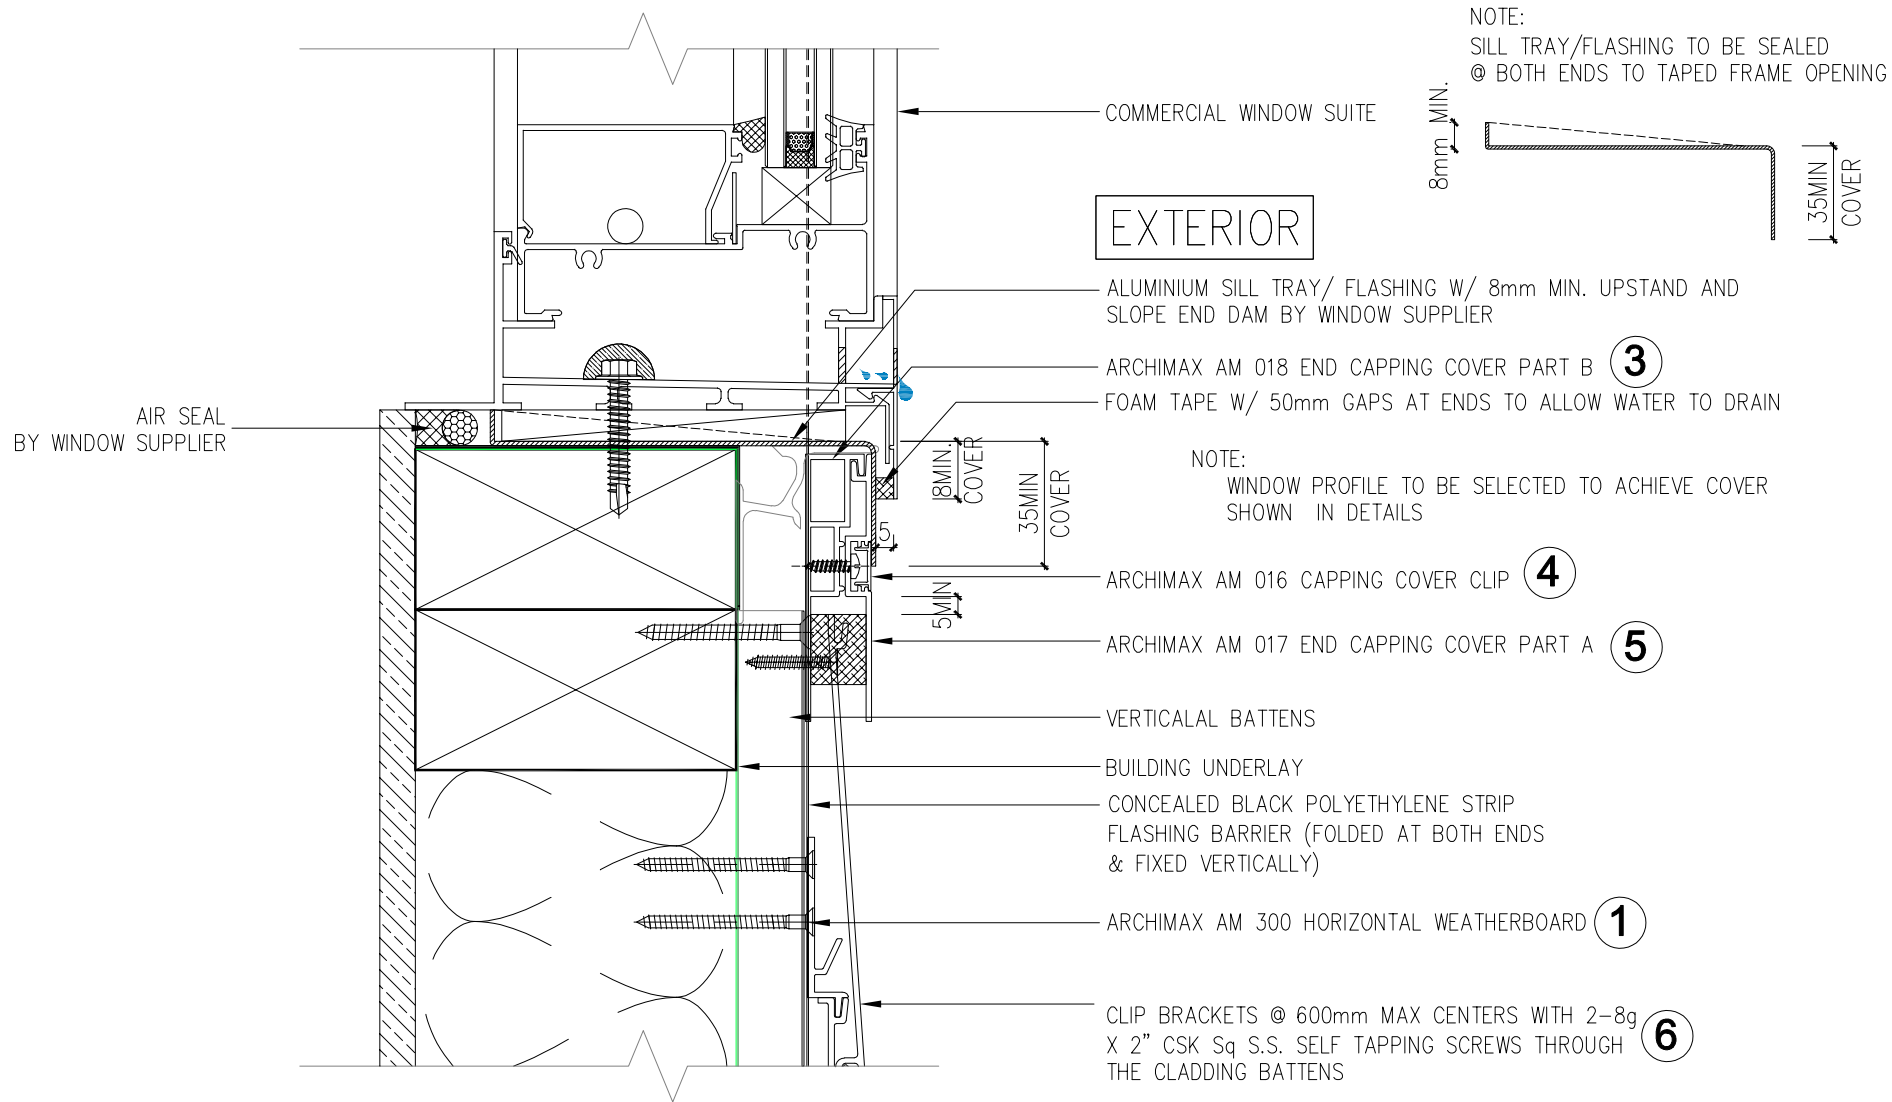 NOTE:
SILL TRAY/FLASHING TO BE SEALED
@ BOTH ENDS TO TAPED FRAME OPENING
8mm MIN.
35MIN
COVER
COMMERCIAL WINDOW SUITE
EXTERIOR
ALUMINIUM SILL TRAY/ FLASHING W/ 8mm MIN. UPSTAND AND
SLOPE END DAM BY WINDOW SUPPLIER
ARCHIMAX AM 018 END CAPPING COVER PART B 3
FOAM TAPE W/ 50mm GAPS AT ENDS TO ALLOW WATER TO DRAIN
AIR SEAL
BY WINDOW SUPPLIER
8MIN.
COVER
35MIN
COVER
NOTE:
WINDOW PROFILE TO BE SELECTED TO ACHIEVE COVER
SHOWN IN DETAILS
5
ARCHIMAX AM 016 CAPPING COVER CLIP 4
5MIN
ARCHIMAX AM 017 END CAPPING COVER PART A 5
VERTICALAL BATTENS
BUILDING UNDERLAY
CONCEALED BLACK POLYETHYLENE STRIP
FLASHING BARRIER (FOLDED AT BOTH ENDS
& FIXED VERTICALLY)
ARCHIMAX AM 300 HORIZONTAL WEATHERBOARD 1
CLIP BRACKETS @ 600mm MAX CENTERS WITH 2-8g
X 2" CSK Sq S.S. SELF TAPPING SCREWS THROUGH 6
THE CLADDING BATTENS